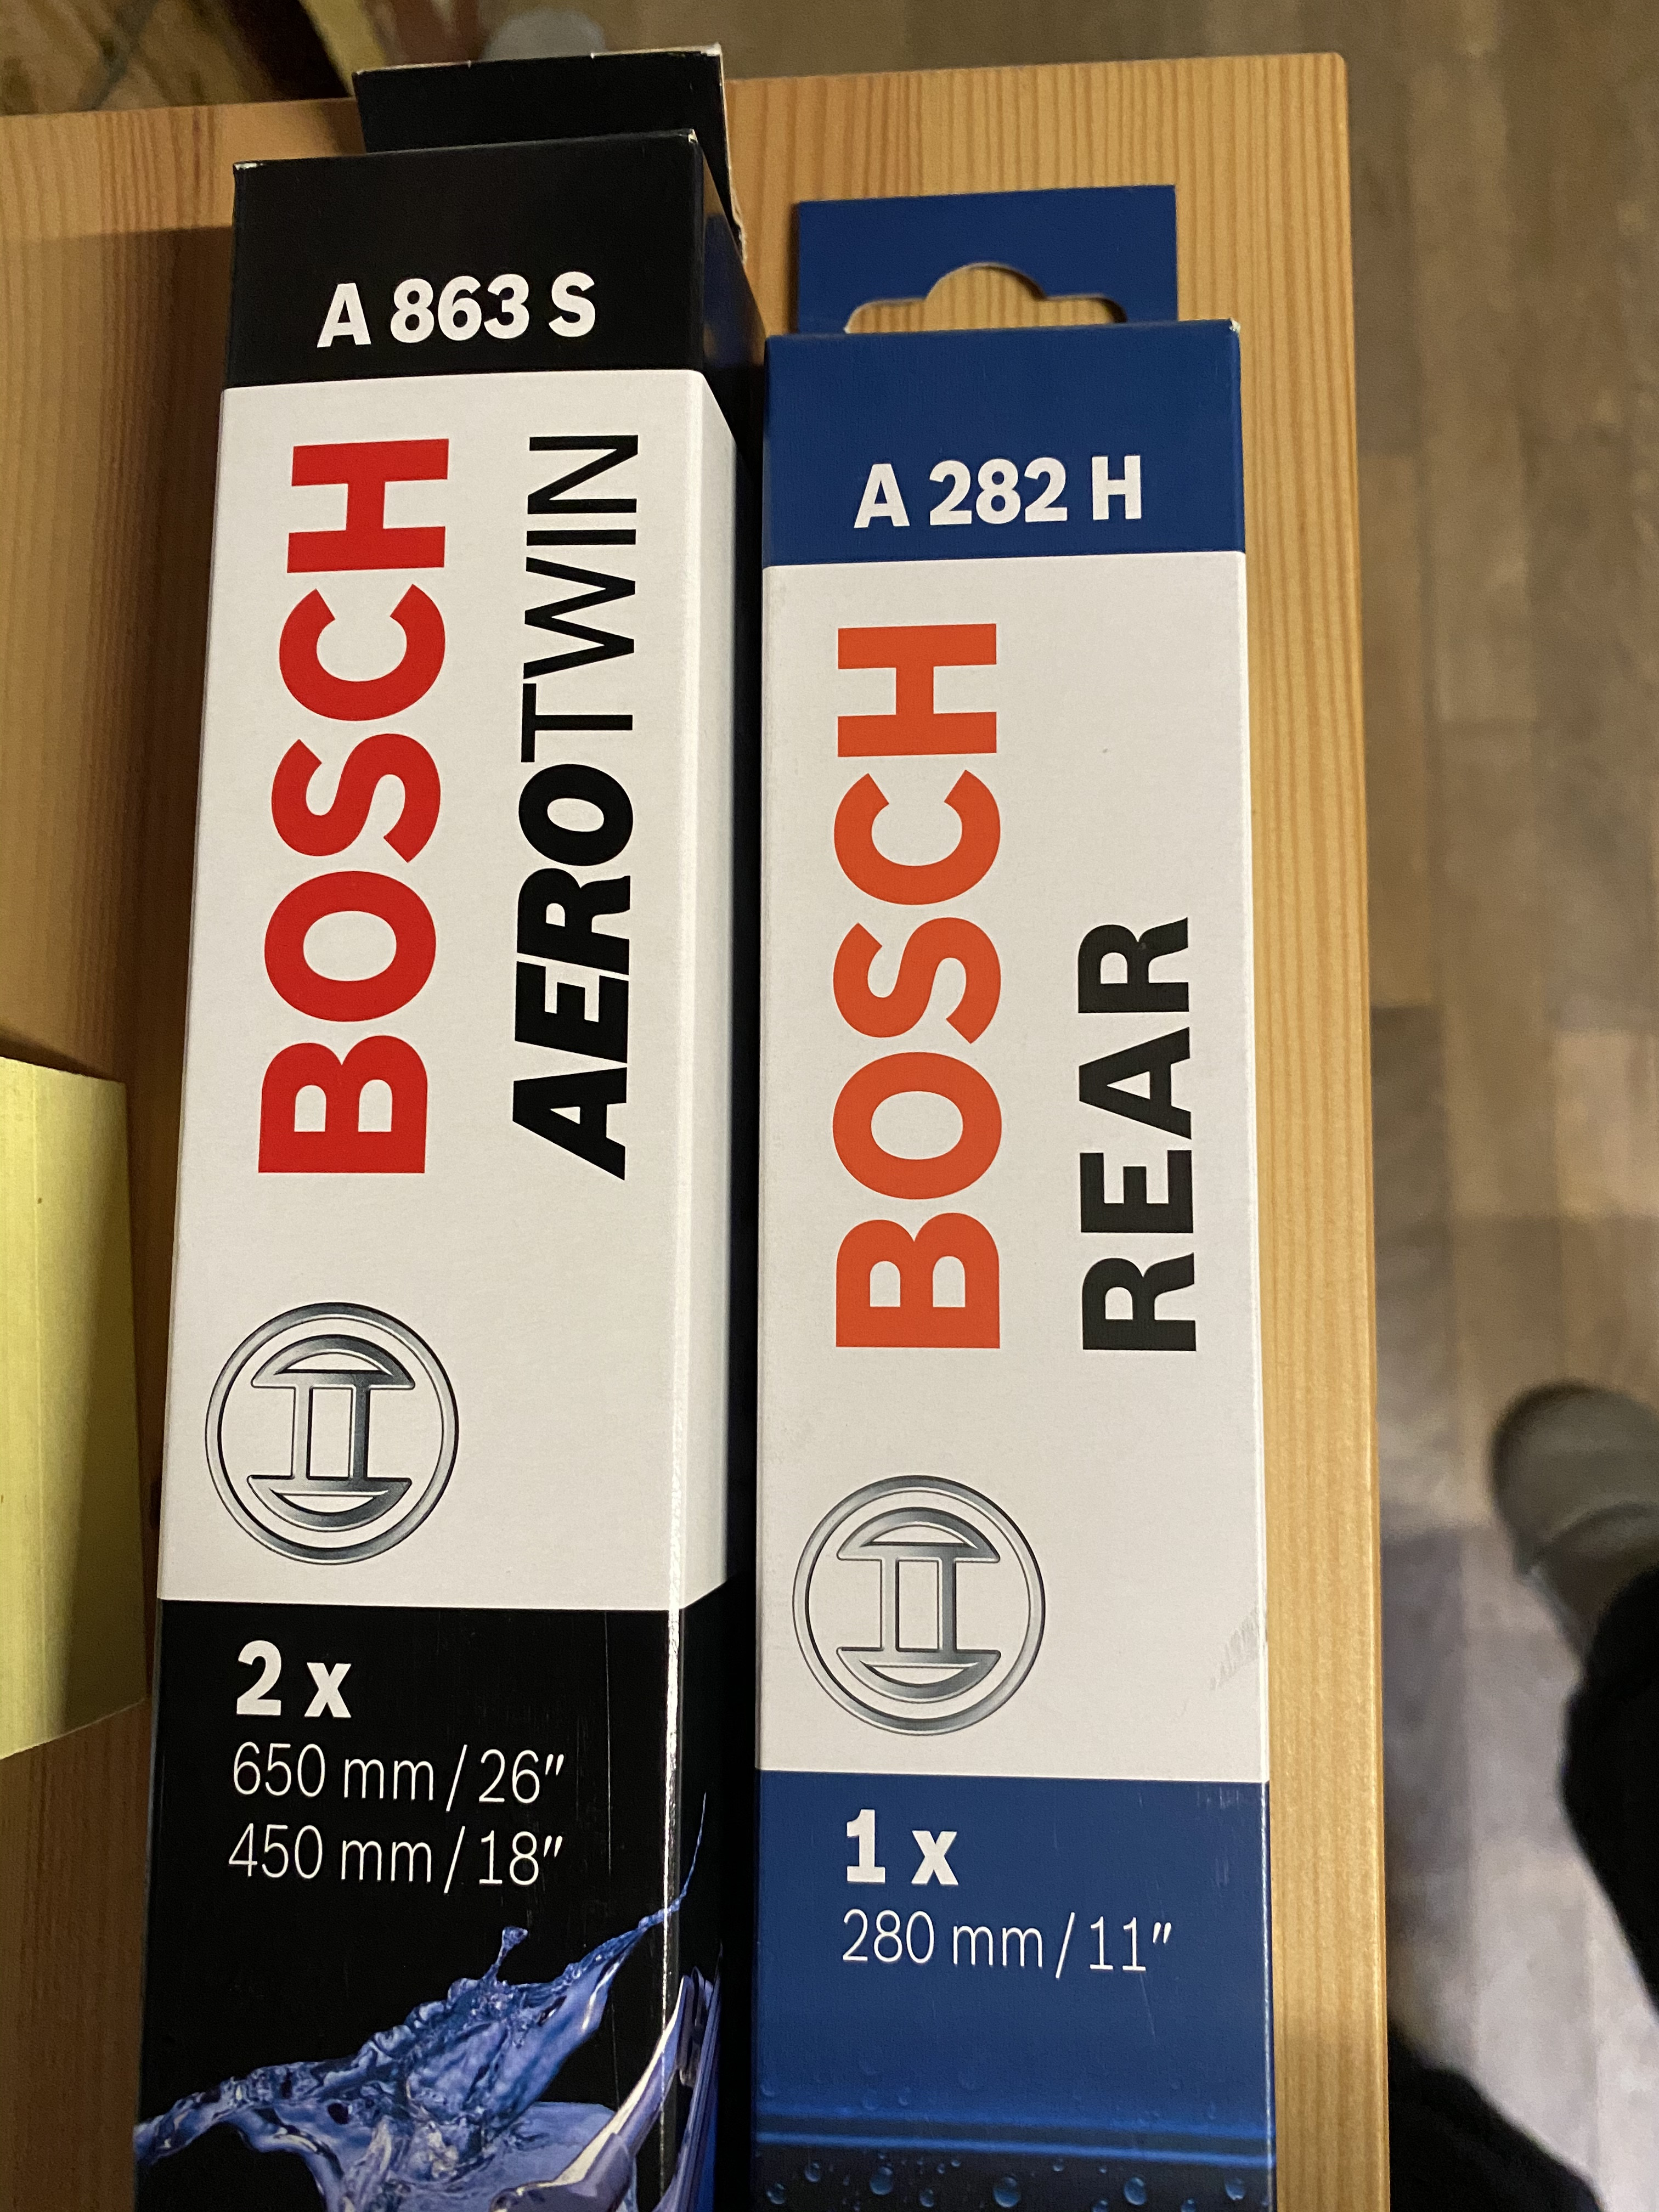 A 863 S
BOSCH
AEROTWIN
2 x
650 mm / 26″
450 mm / 18″
A 282 H
BOSCH
REAR
1 x
280 mm / 11″